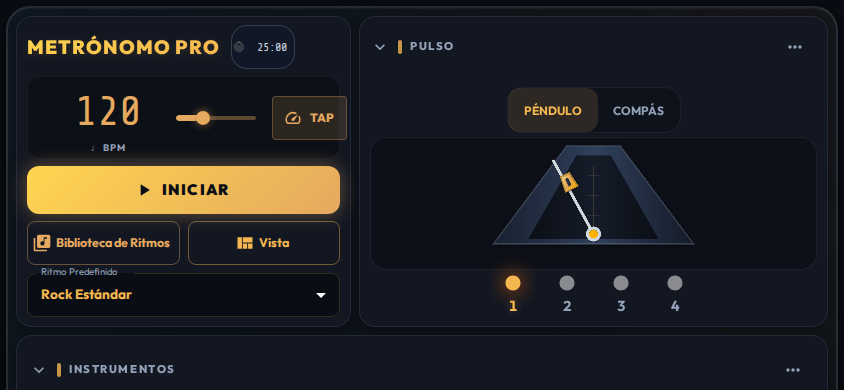 METRÓNOMO PRO
25:00
120
♩ BPM
TAP
INICIAR
Biblioteca de Ritmos
Vista
Ritmo Predefinido
Rock Estándar
PULSO
PÉNDULO
COMPÁS
1 2 3 4
INSTRUMENTOS